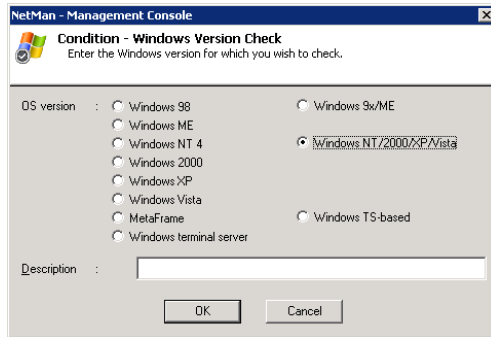 NetMan - Management Console
Condition - Windows Version Check
Enter the Windows version for which you wish to check.
OS version : Windows 98 Windows 9x/ME
Windows ME
Windows NT 4 Windows NT/2000/XP/Vista
Windows 2000
Windows XP
Windows Vista
MetaFrame Windows TS-based
Windows terminal server
Description :
OK Cancel